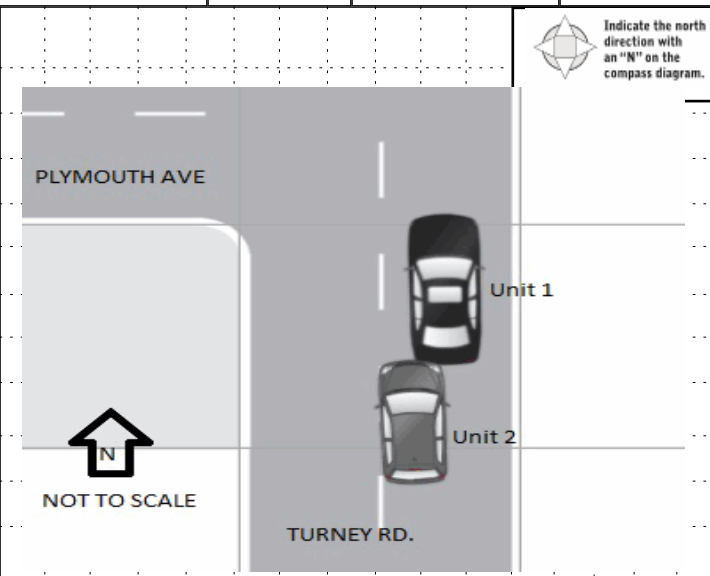 Indicate the north
direction with
an “N” on the
compass diagram.
PLYMOUTH AVE
Unit 1
Unit 2
N
NOT TO SCALE
TURNEY RD.